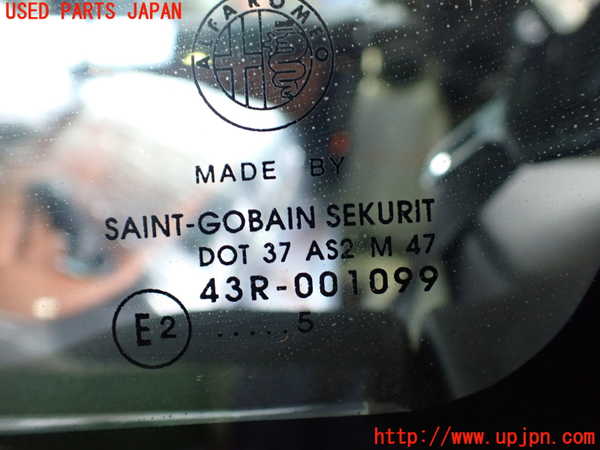 USED PARTS JAPAN
ALFA ROMEO
MADE BY
SAINT-GOBAIN SEKURIT
DOT 37 AS2 M 47
43R-001099
E2 .....5
http://www.upjpn.com/